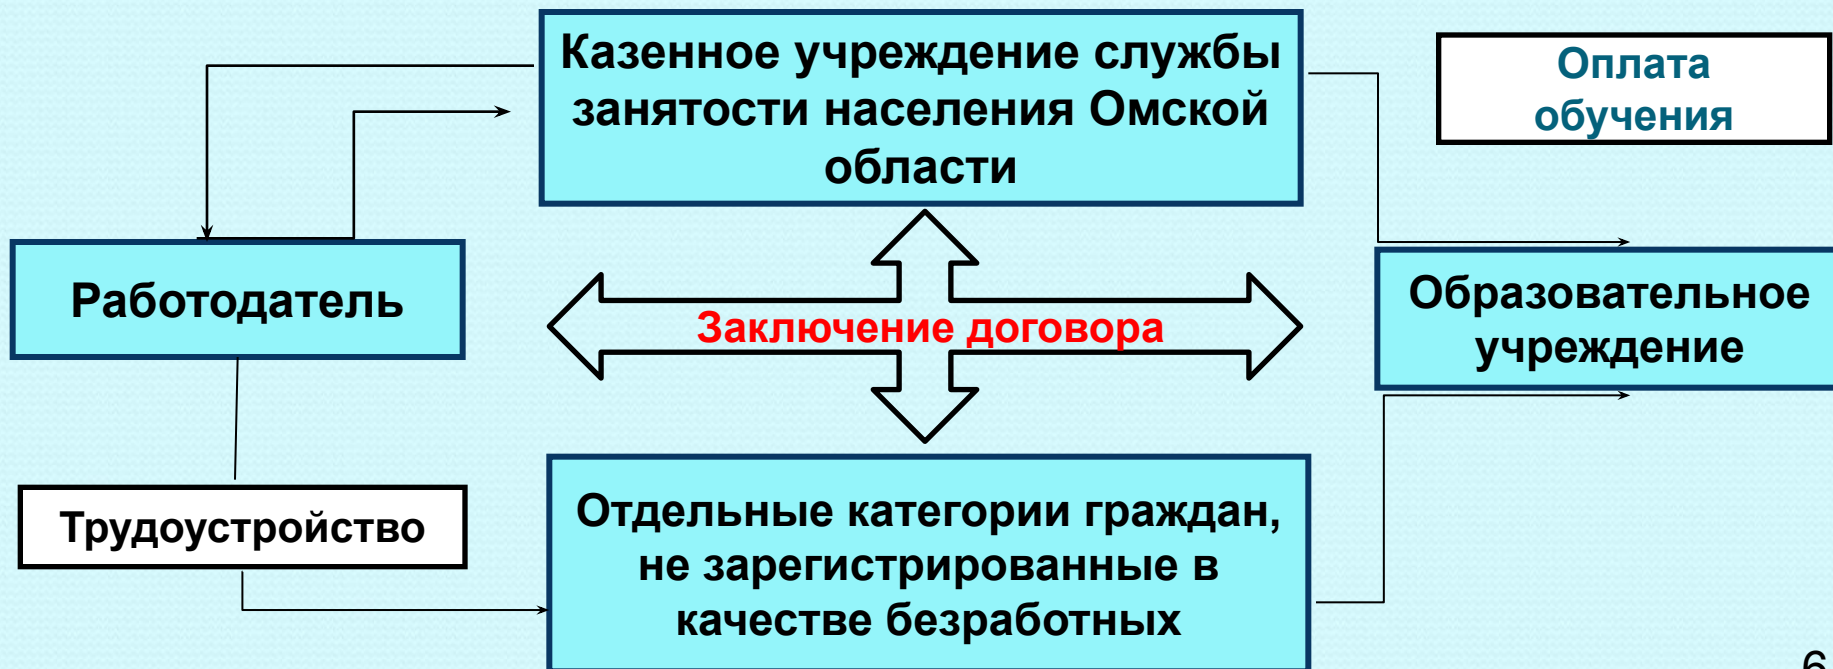 Казенное учреждение службы
занятости населения Омской
области
Оплата
обучения
Работодатель
Заключение договора
Образовательное
учреждение
Трудоустройство
Отдельные категории граждан,
не зарегистрированные в
качестве безработных
6